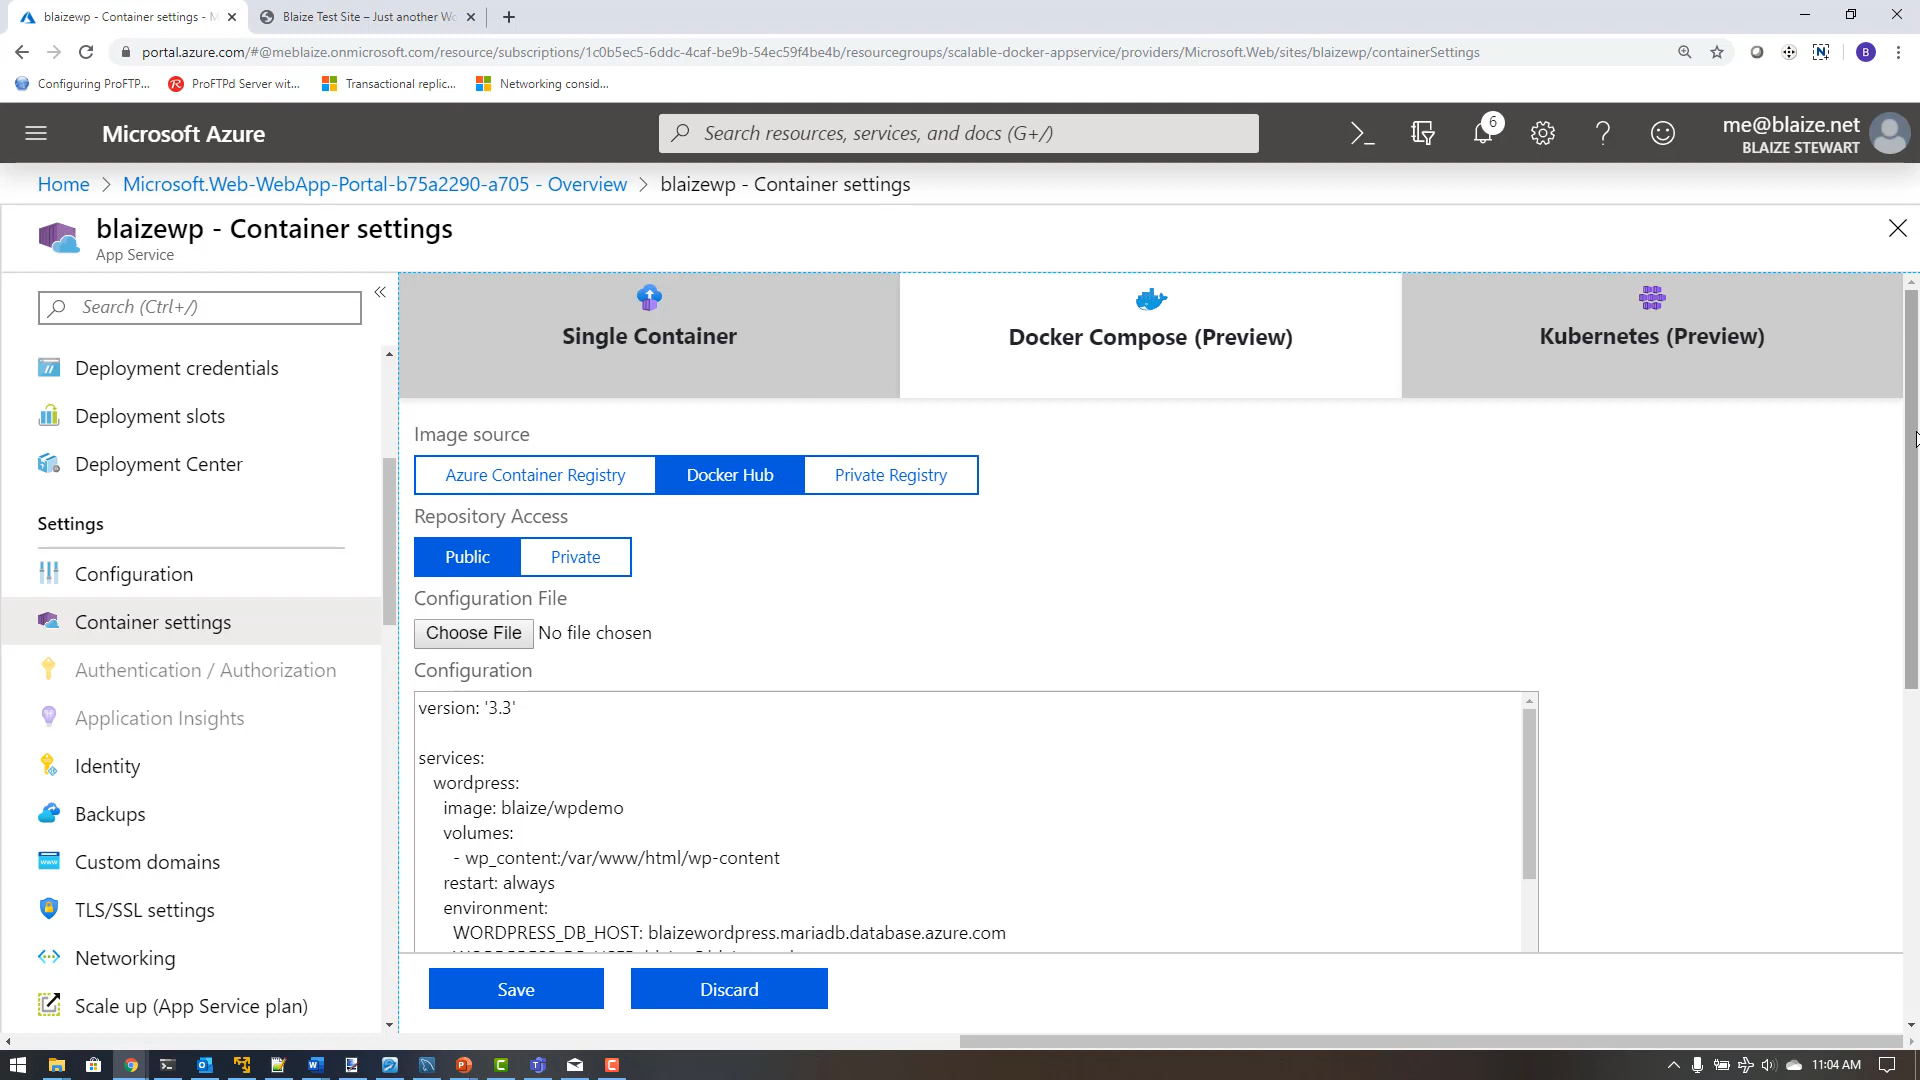 blaizewp - Container settings - M
Blaize Test Site – Just another Wo
portal.azure.com/#@meblaize.onmicrosoft.com/resource/subscriptions/1c0b5ec5-6ddc-4caf-be9b-54ec59f4be4b/resourcegroups/scalable-docker-appservice/providers/Microsoft.Web/sites/blaizewp/containerSettings
B
Configuring ProFTP...
ProFTPd Server wit...
Transactional replic...
Networking consid...
Microsoft Azure
Search resources, services, and docs (G+/)
6
me@blaize.net
BLAIZE STEWART
Home > Microsoft.Web-WebApp-Portal-b75a2290-a705 - Overview > blaizewp - Container settings
blaizewp - Container settings
App Service
Search (Ctrl+/)
Deployment credentials
Deployment slots
Deployment Center
Settings
Configuration
Container settings
Authentication / Authorization
Application Insights
Identity
Backups
Custom domains
TLS/SSL settings
Networking
Scale up (App Service plan)
Single Container
Docker Compose (Preview)
Kubernetes (Preview)
Image source
Azure Container Registry
Docker Hub
Private Registry
Repository Access
Public
Private
Configuration File
Choose File No file chosen
Configuration
version: '3.3'
services:
wordpress:
image: blaize/wpdemo
volumes:
- wp_content:/var/www/html/wp-content
restart: always
environment:
WORDPRESS_DB_HOST: blaizewordpress.mariadb.database.azure.com
Save
Discard
11:04 AM